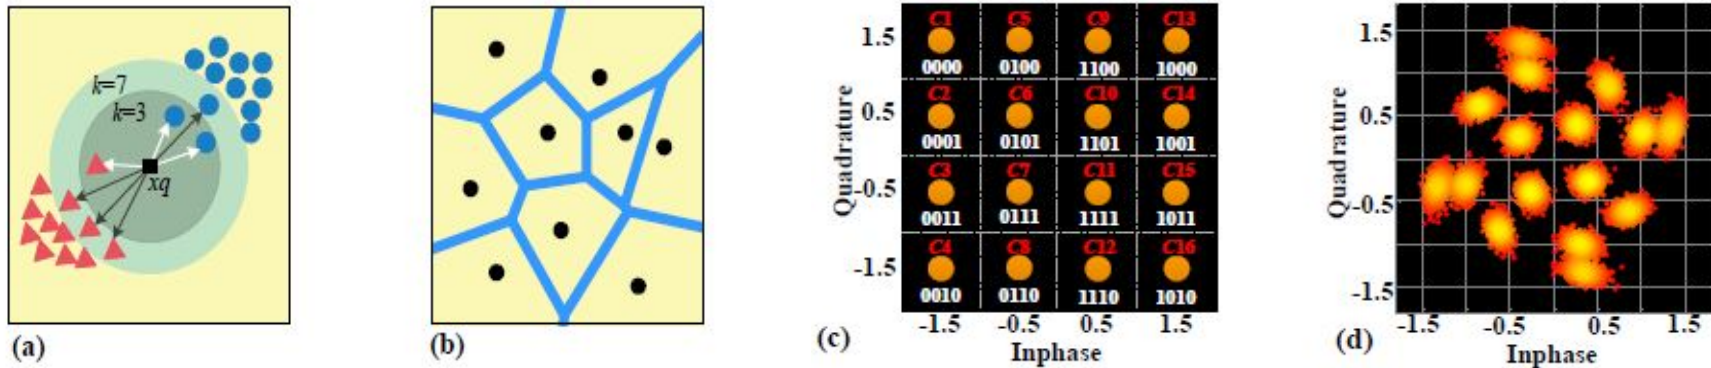 k=7
k=3
xq
(a)
(b)
Quadrature
1.5
0.5
-0.5
-1.5
C1 C5 C9 C13
0000 0100 1100 1000
C2 C6 C10 C14
0001 0101 1101 1001
C3 C7 C11 C15
0011 0111 1111 1011
C4 C8 C12 C16
0010 0110 1110 1010
-1.5 -0.5 0.5 1.5
Inphase
(c)
Quadrature
1.5
0.5
-0.5
-1.5
-1.5 -0.5 0.5 1.5
Inphase
(d)